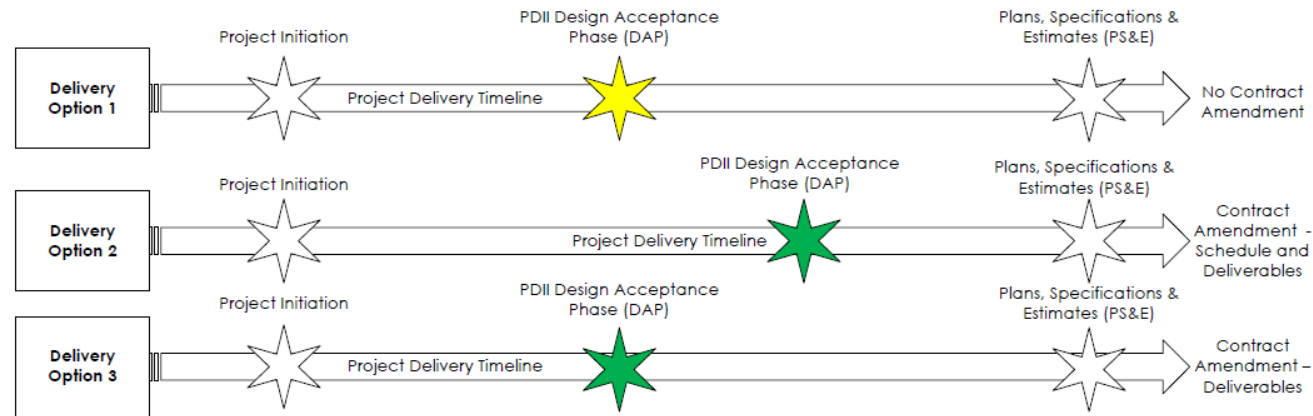 Project Initiation
PDII Design Acceptance
Phase (DAP)
Plans, Specifications &
Estimates (PS&E)
Delivery
Option 1
Project Delivery Timeline
No Contract
Amendment
Project Initiation
PDII Design Acceptance
Phase (DAP)
Plans, Specifications &
Estimates (PS&E)
Delivery
Option 2
Project Delivery Timeline
Contract
Amendment -
Schedule and
Deliverables
Project Initiation
PDII Design Acceptance
Phase (DAP)
Plans, Specifications &
Estimates (PS&E)
Delivery
Option 3
Project Delivery Timeline
Contract
Amendment –
Deliverables